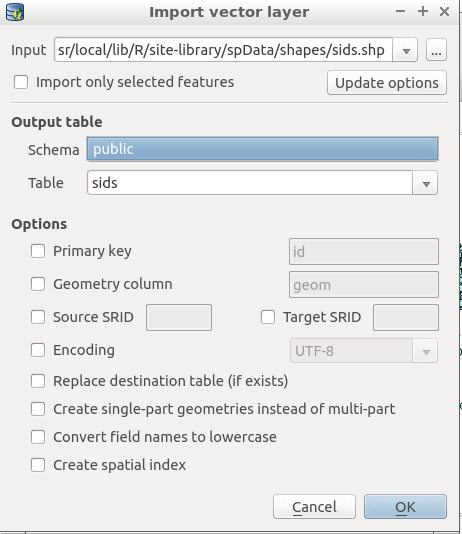 Import vector layer
Input sr/local/lib/R/site-library/spData/shapes/sids.shp ...
Import only selected features Update options
Output table
Schema public
Table sids
Options
Primary key id
Geometry column geom
Source SRID Target SRID
Encoding UTF-8
Replace destination table (if exists)
Create single-part geometries instead of multi-part
Convert field names to lowercase
Create spatial index
Cancel OK